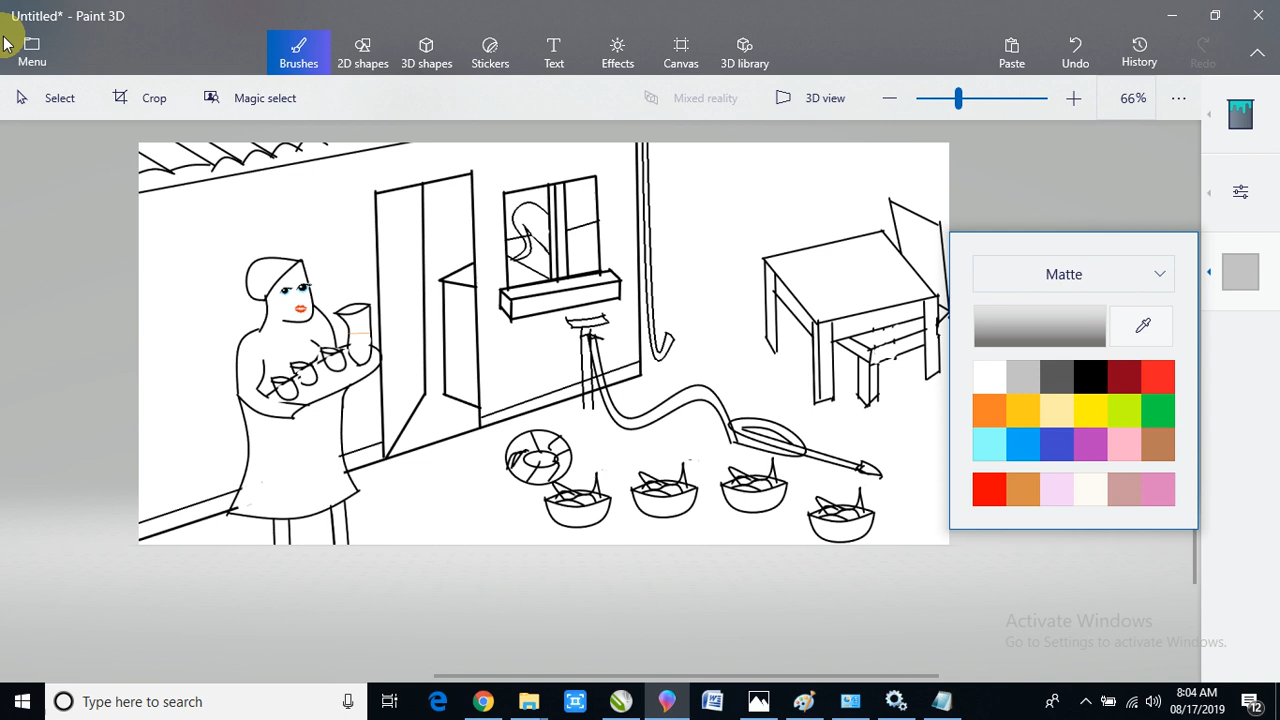 Untitled* - Paint 3D
Menu
Brushes
2D shapes
3D shapes
Stickers
Text
Effects
Canvas
3D library
Paste
Undo
History
Redo
Select
Crop
Magic select
Mixed reality
3D view
66%
Matte
Activate Windows
Go to Settings to activate Windows.
Type here to search
8:04 AM
08/17/2019
12